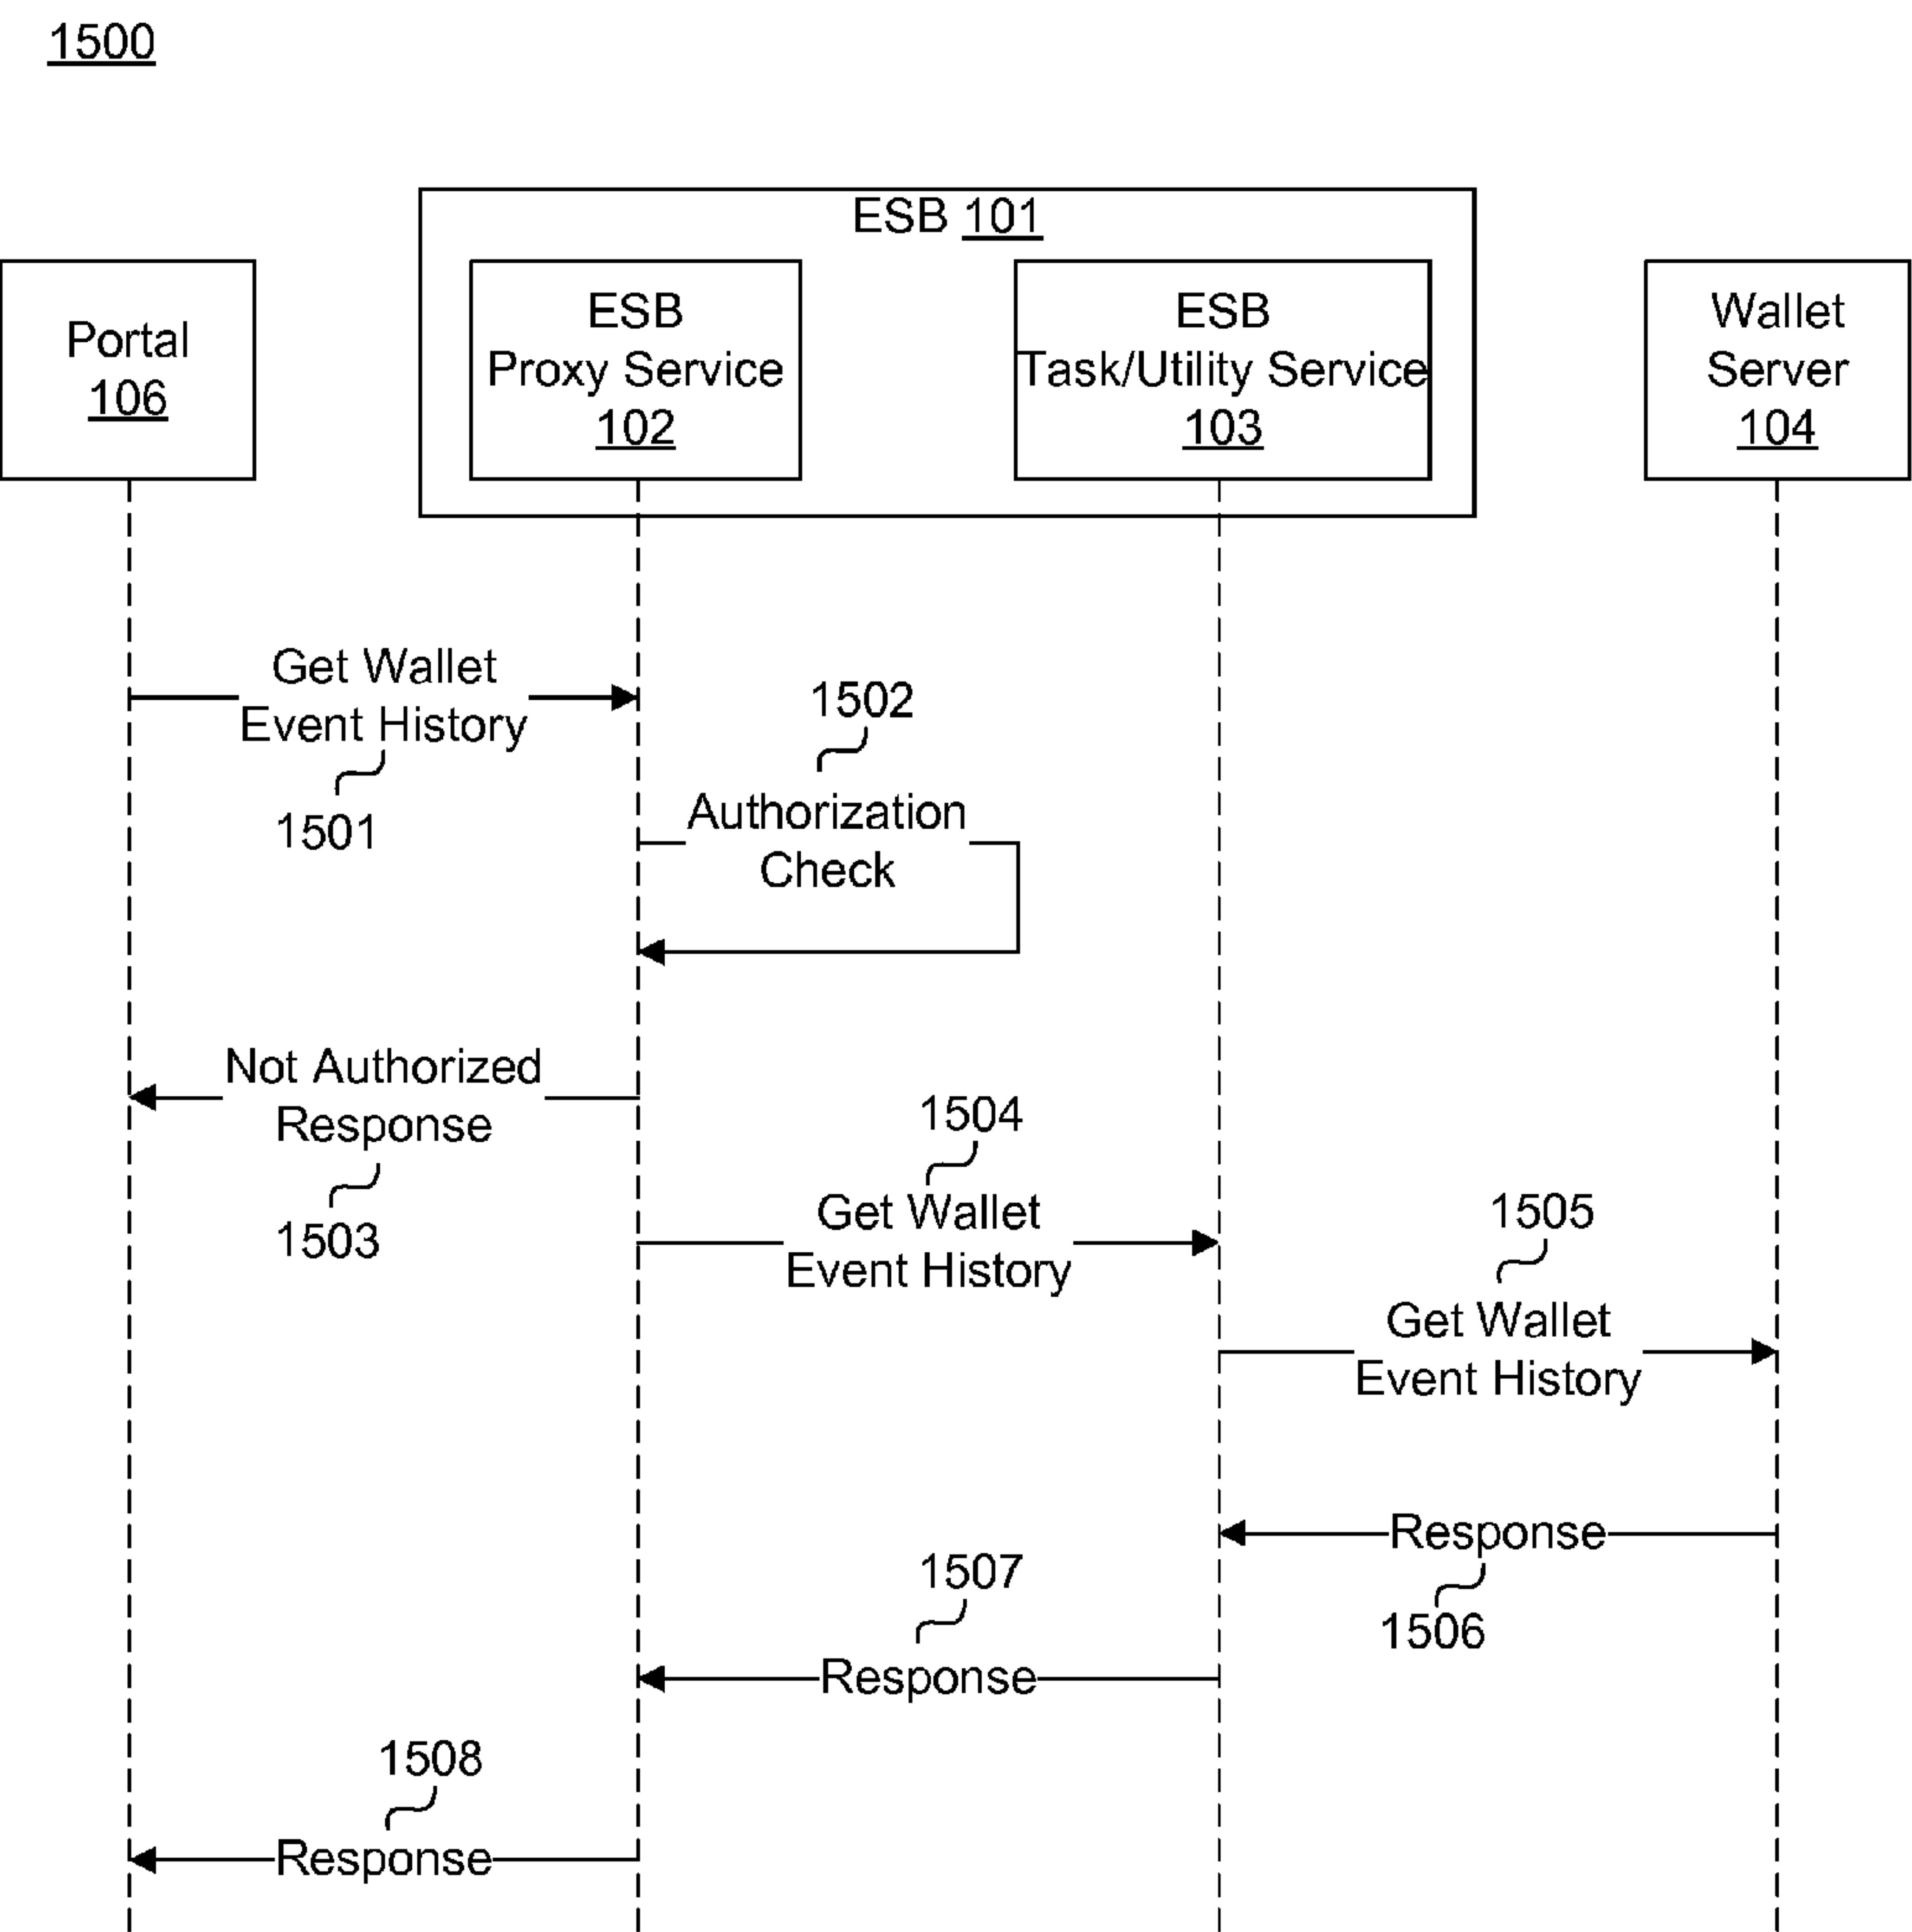 1500
ESB 101
Portal
106
ESB
Proxy Service
102
ESB
Task/Utility Service
103
Wallet
Server
104
Get Wallet
Event History
1501
1502
Authorization
Check
Not Authorized
Response
1503
1504
Get Wallet
Event History
1505
Get Wallet
Event History
Response
1506
1507
Response
1508
Response